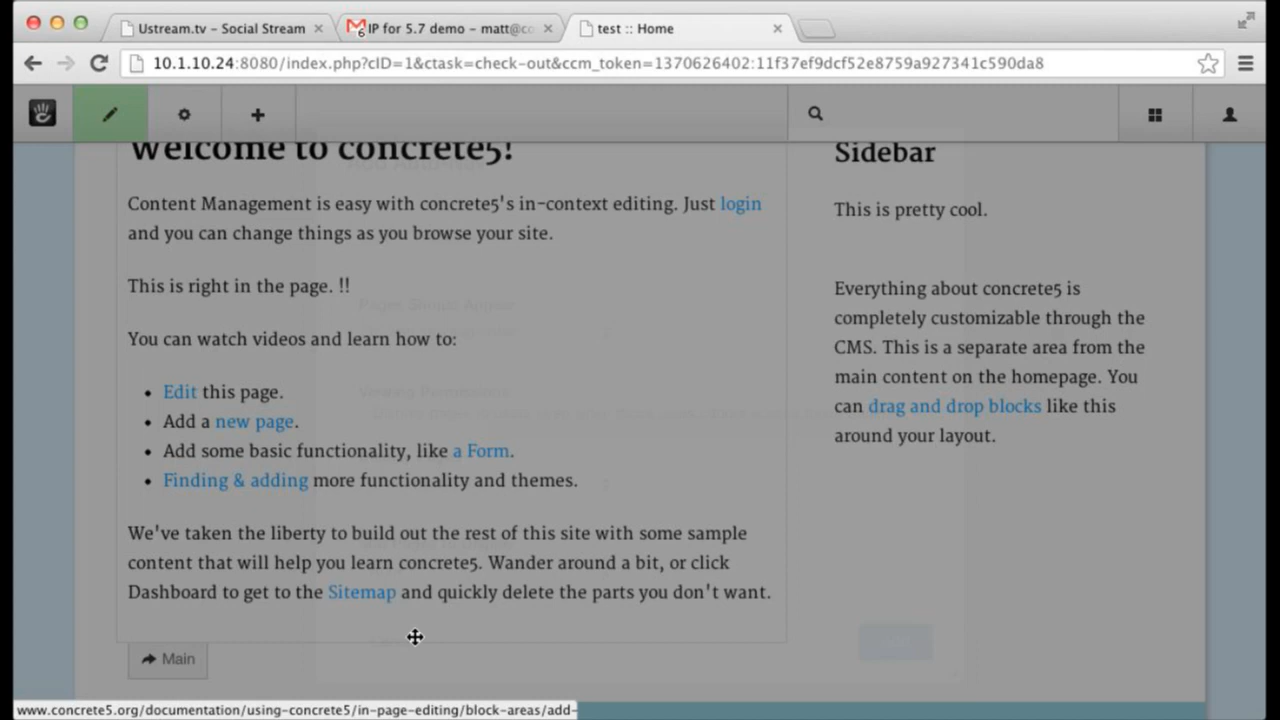 Ustream.tv - Social Stream
6 IP for 5.7 demo - matt@co
test :: Home
10.1.10.24:8080/index.php?cID=1&ctask=check-out&ccm_token=1370626402:11f37ef9dcf52e8759a927341c590da8
Welcome to concrete5!
Content Management is easy with concrete5's in-context editing. Just login
and you can change things as you browse your site.
This is right in the page. !!
You can watch videos and learn how to:
• Edit this page.
• Add a new page.
• Add some basic functionality, like a Form.
• Finding & adding more functionality and themes.
We've taken the liberty to build out the rest of this site with some sample
content that will help you learn concrete5. Wander around a bit, or click
Dashboard to get to the Sitemap and quickly delete the parts you don't want.
Main
Sidebar
This is pretty cool.
Everything about concrete5 is
completely customizable through the
CMS. This is a separate area from the
main content on the homepage. You
can drag and drop blocks like this
around your layout.
Pages Should Appear
Viewing Permissions
www.concrete5.org/documentation/using-concrete5/in-page-editing/block-areas/add-